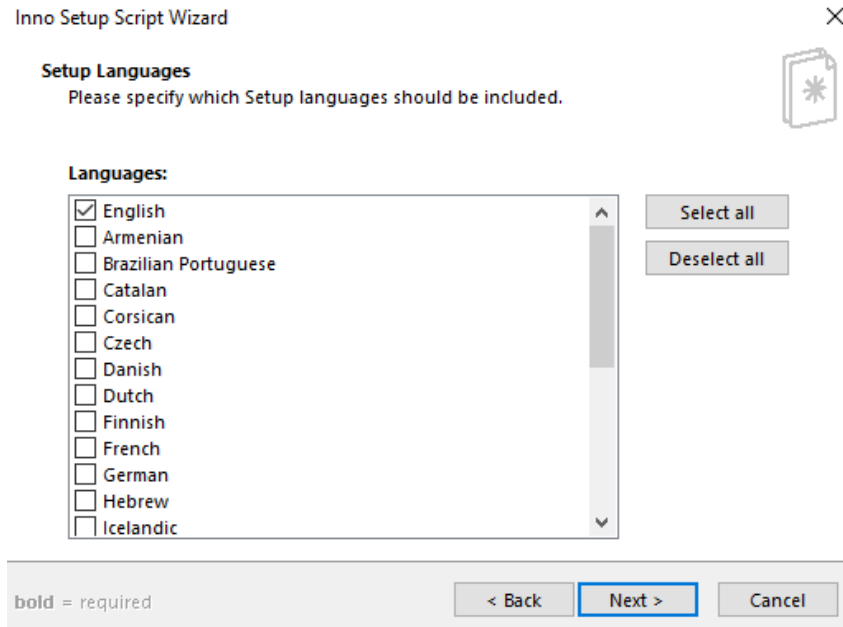 Inno Setup Script Wizard
Setup Languages
Please specify which Setup languages should be included.
Languages:
English
Armenian
Brazilian Portuguese
Catalan
Corsican
Czech
Danish
Dutch
Finnish
French
German
Hebrew
Icelandic
Select all
Deselect all
bold = required
< Back
Next >
Cancel